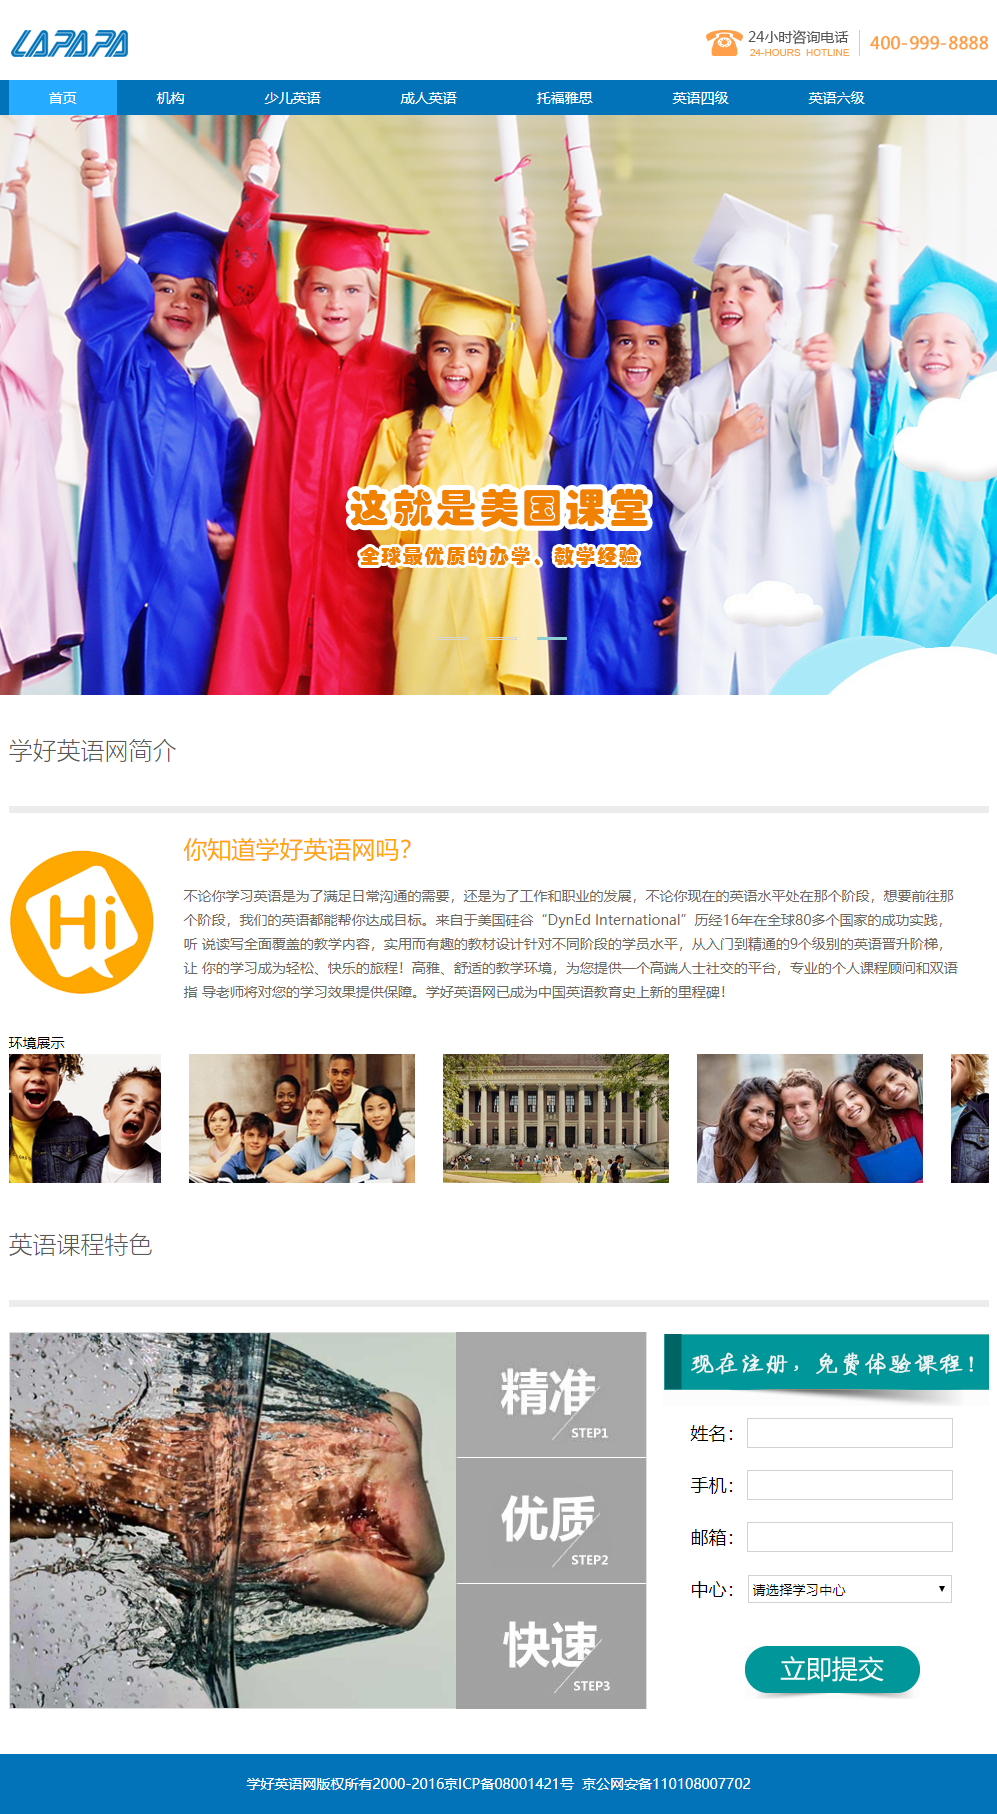 LAPAPA
24小时咨询电话
24-HOURS HOTLINE
400-999-8888
首页 机构 少儿英语 成人英语 托福雅思 英语四级 英语六级
这就是美国课堂
全球最优质的办学、教学经验
学好英语网简介
Hi
你知道学好英语网吗？
不论你学习英语是为了满足日常沟通的需要，还是为了工作和职业的发展，不论你现在的英语水平处在那个阶段，想要前往那
个阶段，我们的英语都能帮你达成目标。来自于美国硅谷“DynEd International”历经16年在全球80多个国家的成功实践，
听 说读写全面覆盖的教学内容，实用而有趣的教材设计针对不同阶段的学员水平，从入门到精通的9个级别的英语晋升阶梯，
让 你的学习成为轻松、快乐的旅程！高雅、舒适的教学环境，为您提供一个高端人士社交的平台，专业的个人课程顾问和双语
指 导老师将对您的学习效果提供保障。学好英语网已成为中国英语教育史上新的里程碑！
环境展示
英语课程特色
精准
STEP1
优质
STEP2
快速
STEP3
现在注册，免费体验课程！
姓名：
手机：
邮箱：
中心： 请选择学习中心
立即提交
学好英语网版权所有2000-2016京ICP备08001421号 京公网安备110108007702